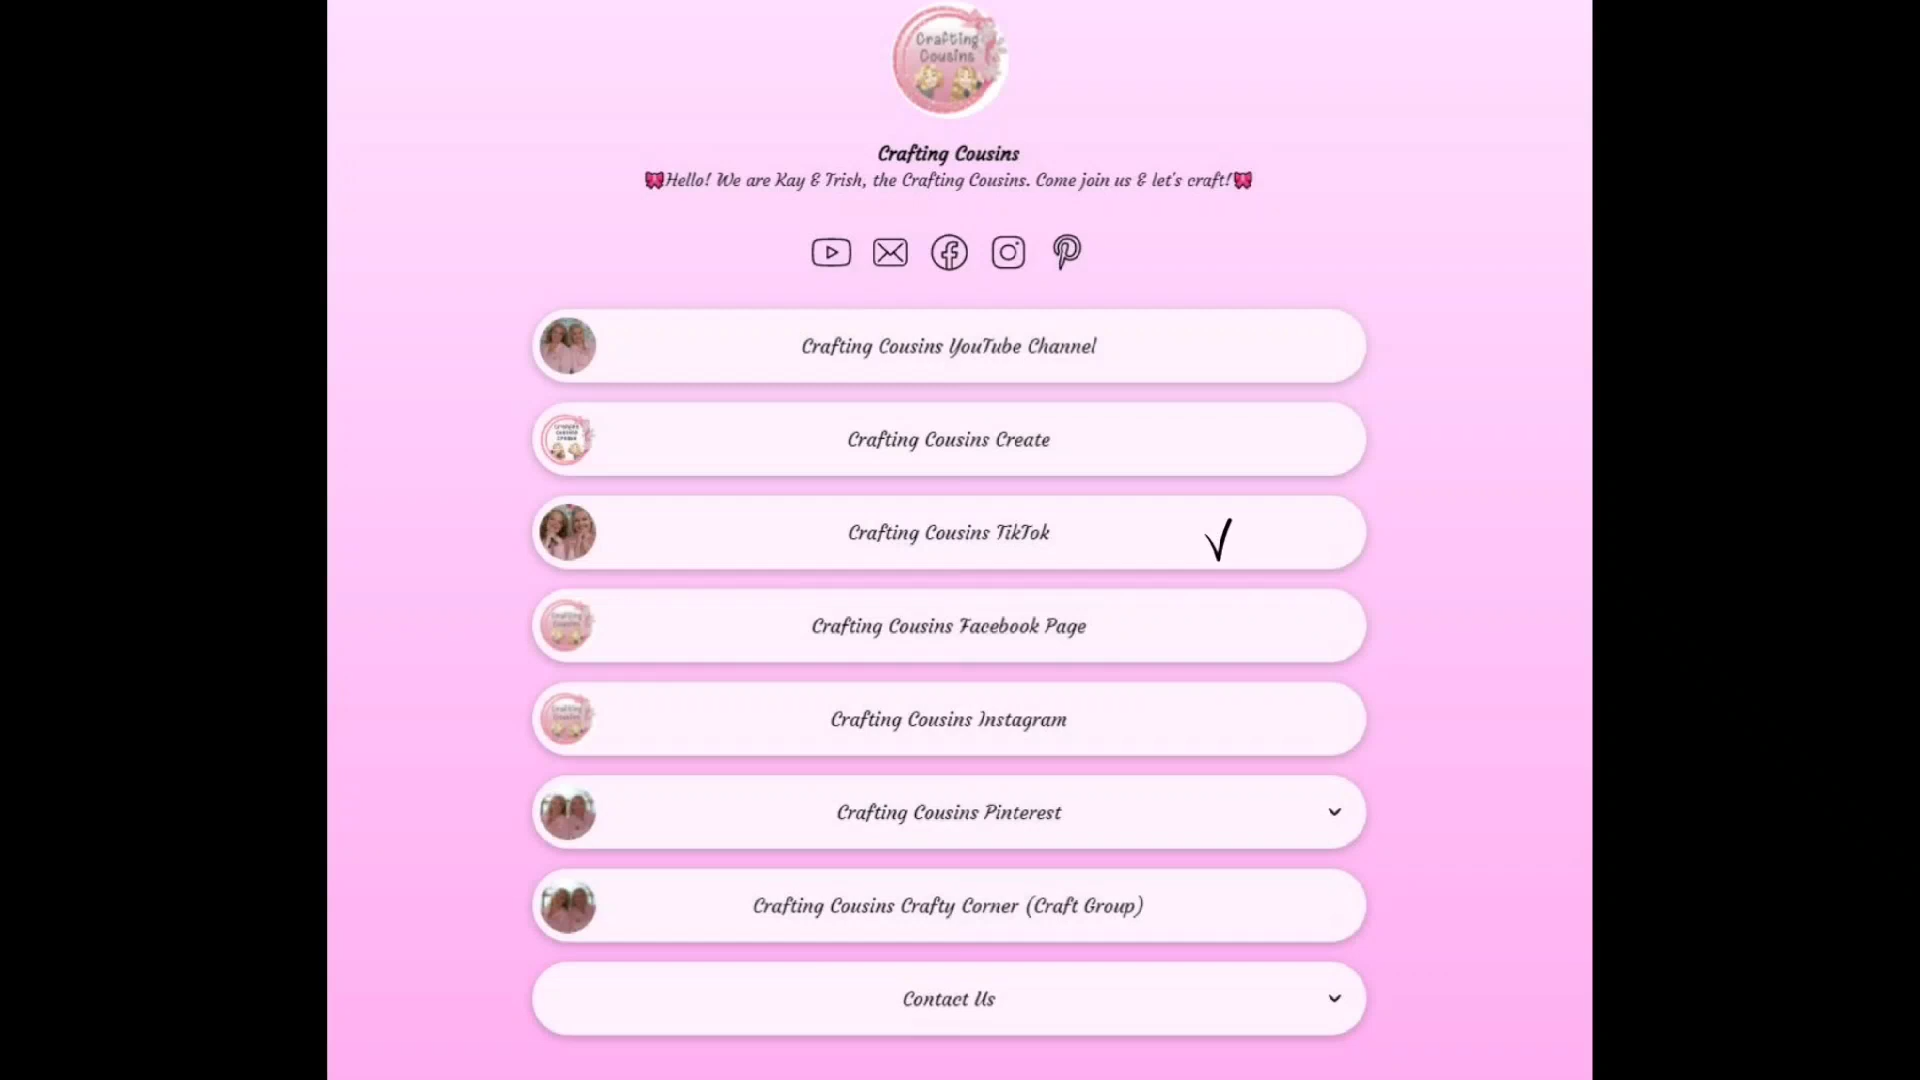 Crafting
Cousins
Crafting Cousins
Hello! We are Kay & Trish, the Crafting Cousins. Come join us & let's craft!
Crafting Cousins YouTube Channel
Crafting Cousins Create
Crafting Cousins TikTok
Crafting Cousins Facebook Page
Crafting Cousins Instagram
Crafting Cousins Pinterest
Crafting Cousins Crafty Corner (Craft Group)
Contact Us